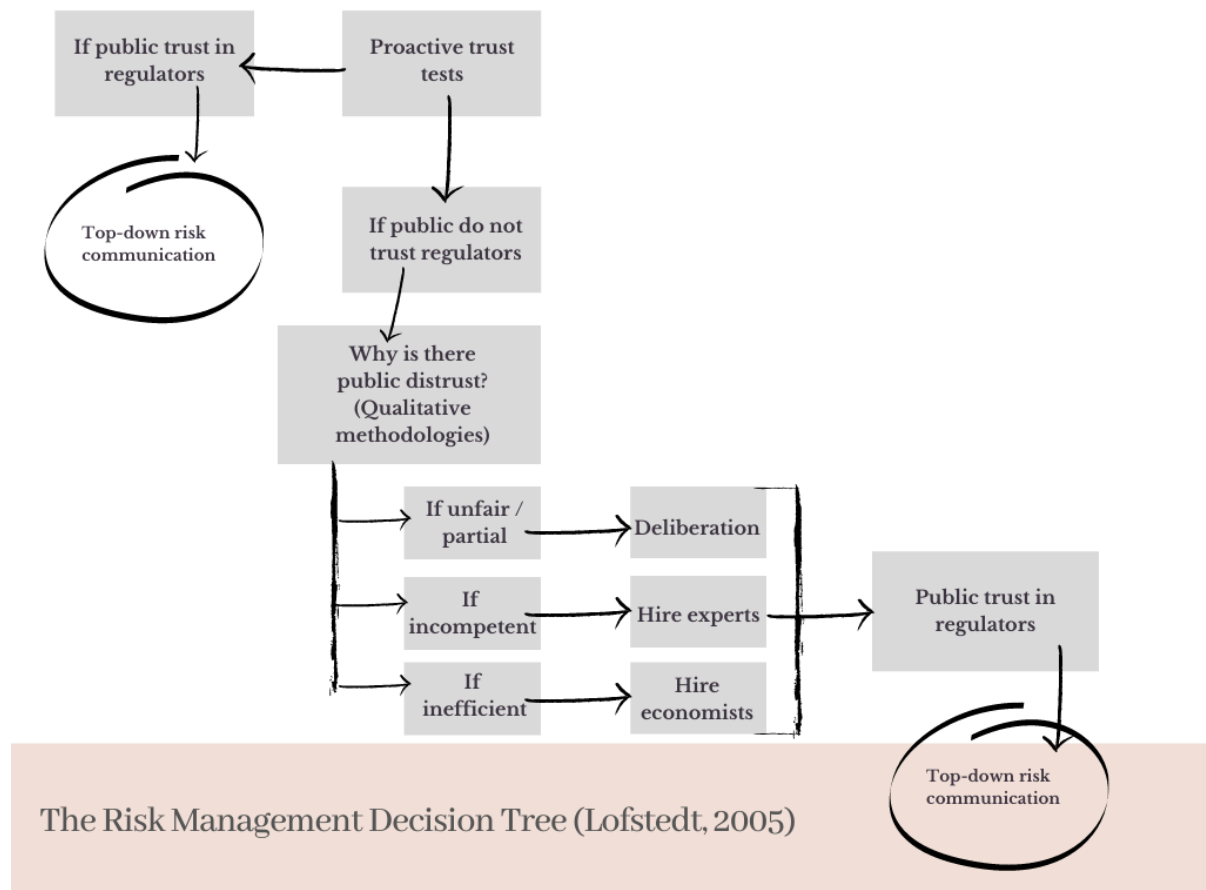 If public trust in
regulators
Proactive trust
tests
Top-down risk
communication
If public do not
trust regulators
Why is there
public distrust?
(Qualitative
methodologies)
If unfair /
partial
Deliberation
If
incompetent
Hire experts
If
inefficient
Hire
economists
Public trust in
regulators
Top-down risk
communication
The Risk Management Decision Tree (Lofstedt, 2005)